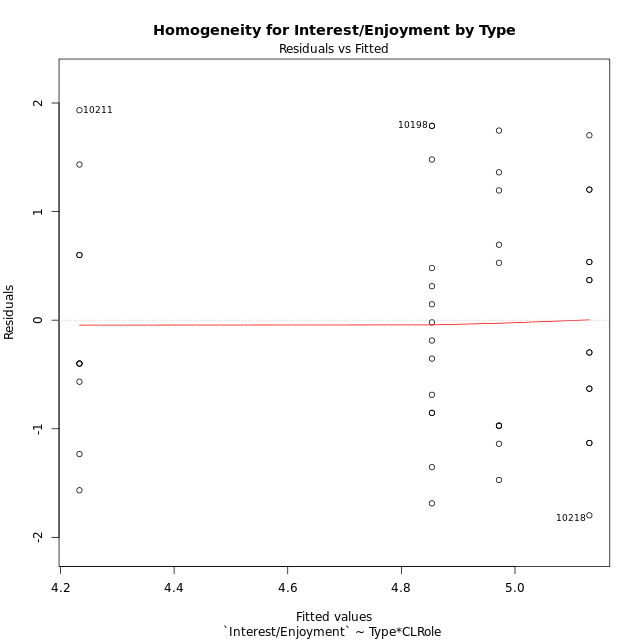 Homogeneity for Interest/Enjoyment by Type
Residuals vs Fitted
10211
10198
10218
2
1
0
-1
-2
Residuals
4.2 4.4 4.6 4.8 5.0
Fitted values
`Interest/Enjoyment` ~ Type*CLRole